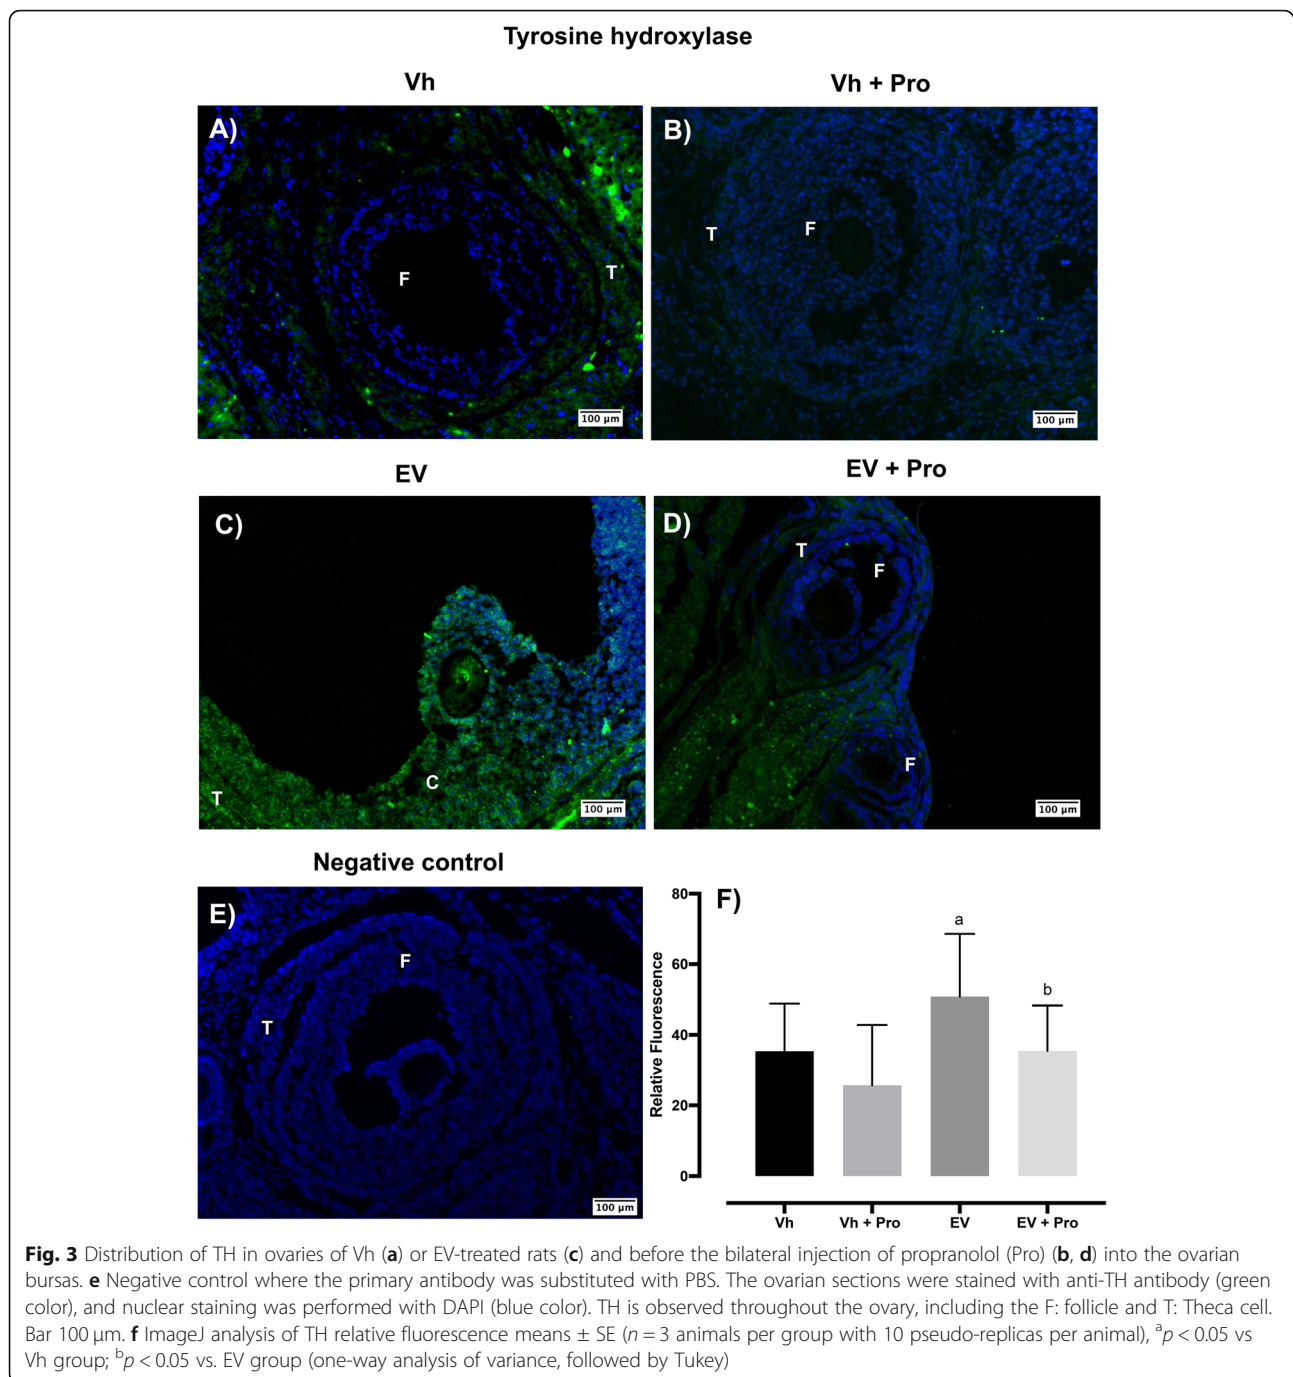 Tyrosine hydroxylase
Vh
Vh + Pro
A)
F
T
100 µm
B)
T
F
100 µm
EV
EV + Pro
C)
T
C
100 µm
D)
T
F
F
100 µm
Negative control
E)
F
T
100 µm
F)
Relative Fluorescence
80
60
40
20
0
a
b
Vh
Vh + Pro
EV
EV + Pro
Fig. 3 Distribution of TH in ovaries of Vh (a) or EV-treated rats (c) and before the bilateral injection of propranolol (Pro) (b, d) into the ovarian
bursas. e Negative control where the primary antibody was substituted with PBS. The ovarian sections were stained with anti-TH antibody (green
color), and nuclear staining was performed with DAPI (blue color). TH is observed throughout the ovary, including the F: follicle and T: Theca cell.
Bar 100 µm. f ImageJ analysis of TH relative fluorescence means ± SE (n = 3 animals per group with 10 pseudo-replicas per animal), ap < 0.05 vs
Vh group; bp < 0.05 vs. EV group (one-way analysis of variance, followed by Tukey)